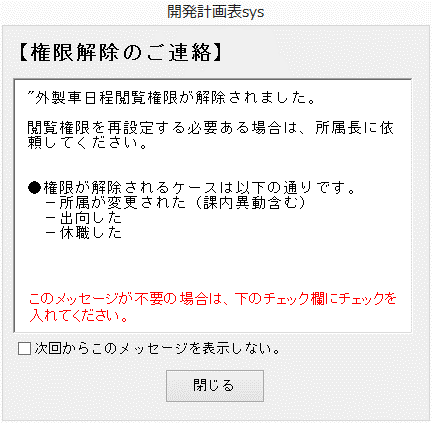 開発計画表sys
【権限解除のご連絡】
"外製車日程閲覧権限が解除されました。
閲覧権限を再設定する必要ある場合は、所属長に依
頼してください。
●権限が解除されるケースは以下の通りです。
－所属が変更された（課内異動含む）
－出向した
－休職した
このメッセージが不要の場合は、下のチェック欄にチェックを
入れてください。
次回からこのメッセージを表示しない。
閉じる